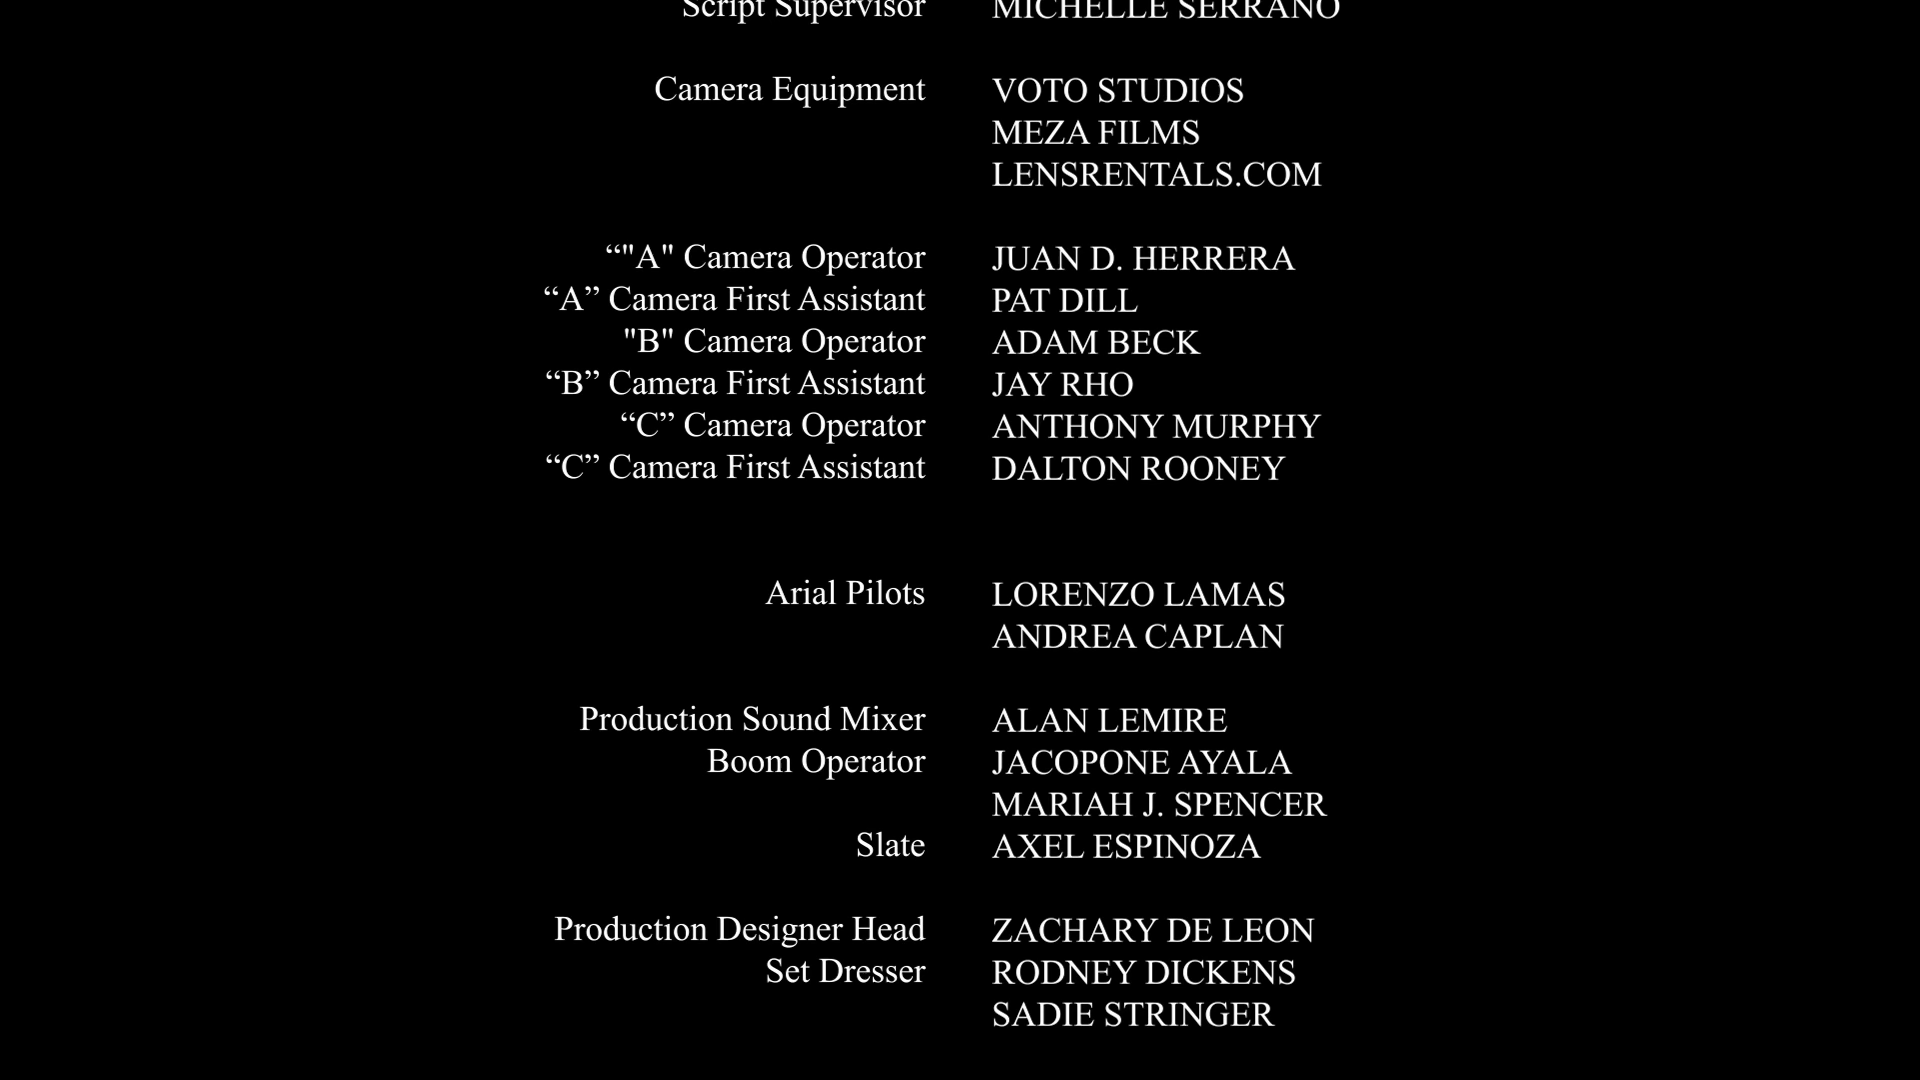 Script Supervisor MICHELLE SERRANO
Camera Equipment VOTO STUDIOS
MEZA FILMS
LENSRENTALS.COM
“"A" Camera Operator JUAN D. HERRERA
“A” Camera First Assistant PAT DILL
"B" Camera Operator ADAM BECK
“B” Camera First Assistant JAY RHO
“C” Camera Operator ANTHONY MURPHY
“C” Camera First Assistant DALTON ROONEY
Arial Pilots LORENZO LAMAS
ANDREA CAPLAN
Production Sound Mixer ALAN LEMIRE
Boom Operator JACOPONE AYALA
MARIAH J. SPENCER
Slate AXEL ESPINOZA
Production Designer Head ZACHARY DE LEON
Set Dresser RODNEY DICKENS
SADIE STRINGER